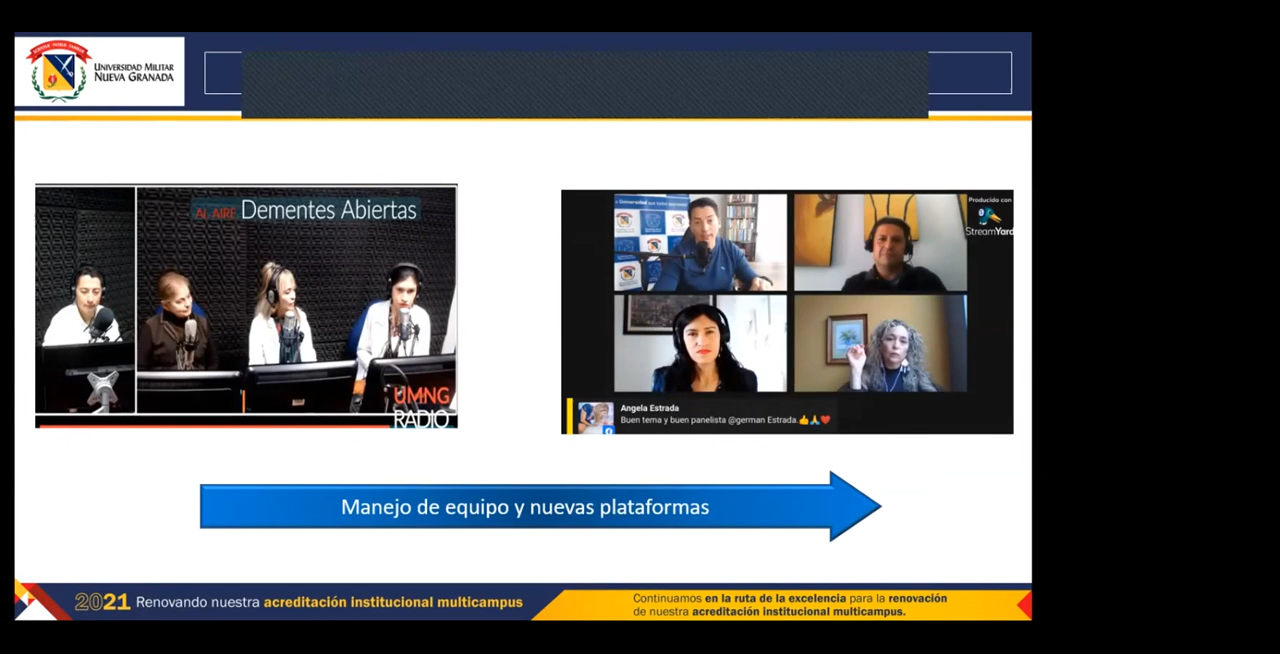 UNIVERSIDAD MILITAR
NUEVA GRANADA
AL AIRE Dementes Abiertas
UMNG
RADIO
Producido con
StreamYard
Angela Estrada
Buen tema y buen panelista @german Estrada.👍🙏❤️
Manejo de equipo y nuevas plataformas
2021 Renovando nuestra acreditación institucional multicampus
Continuamos en la ruta de la excelencia para la renovación
de nuestra acreditación institucional multicampus.